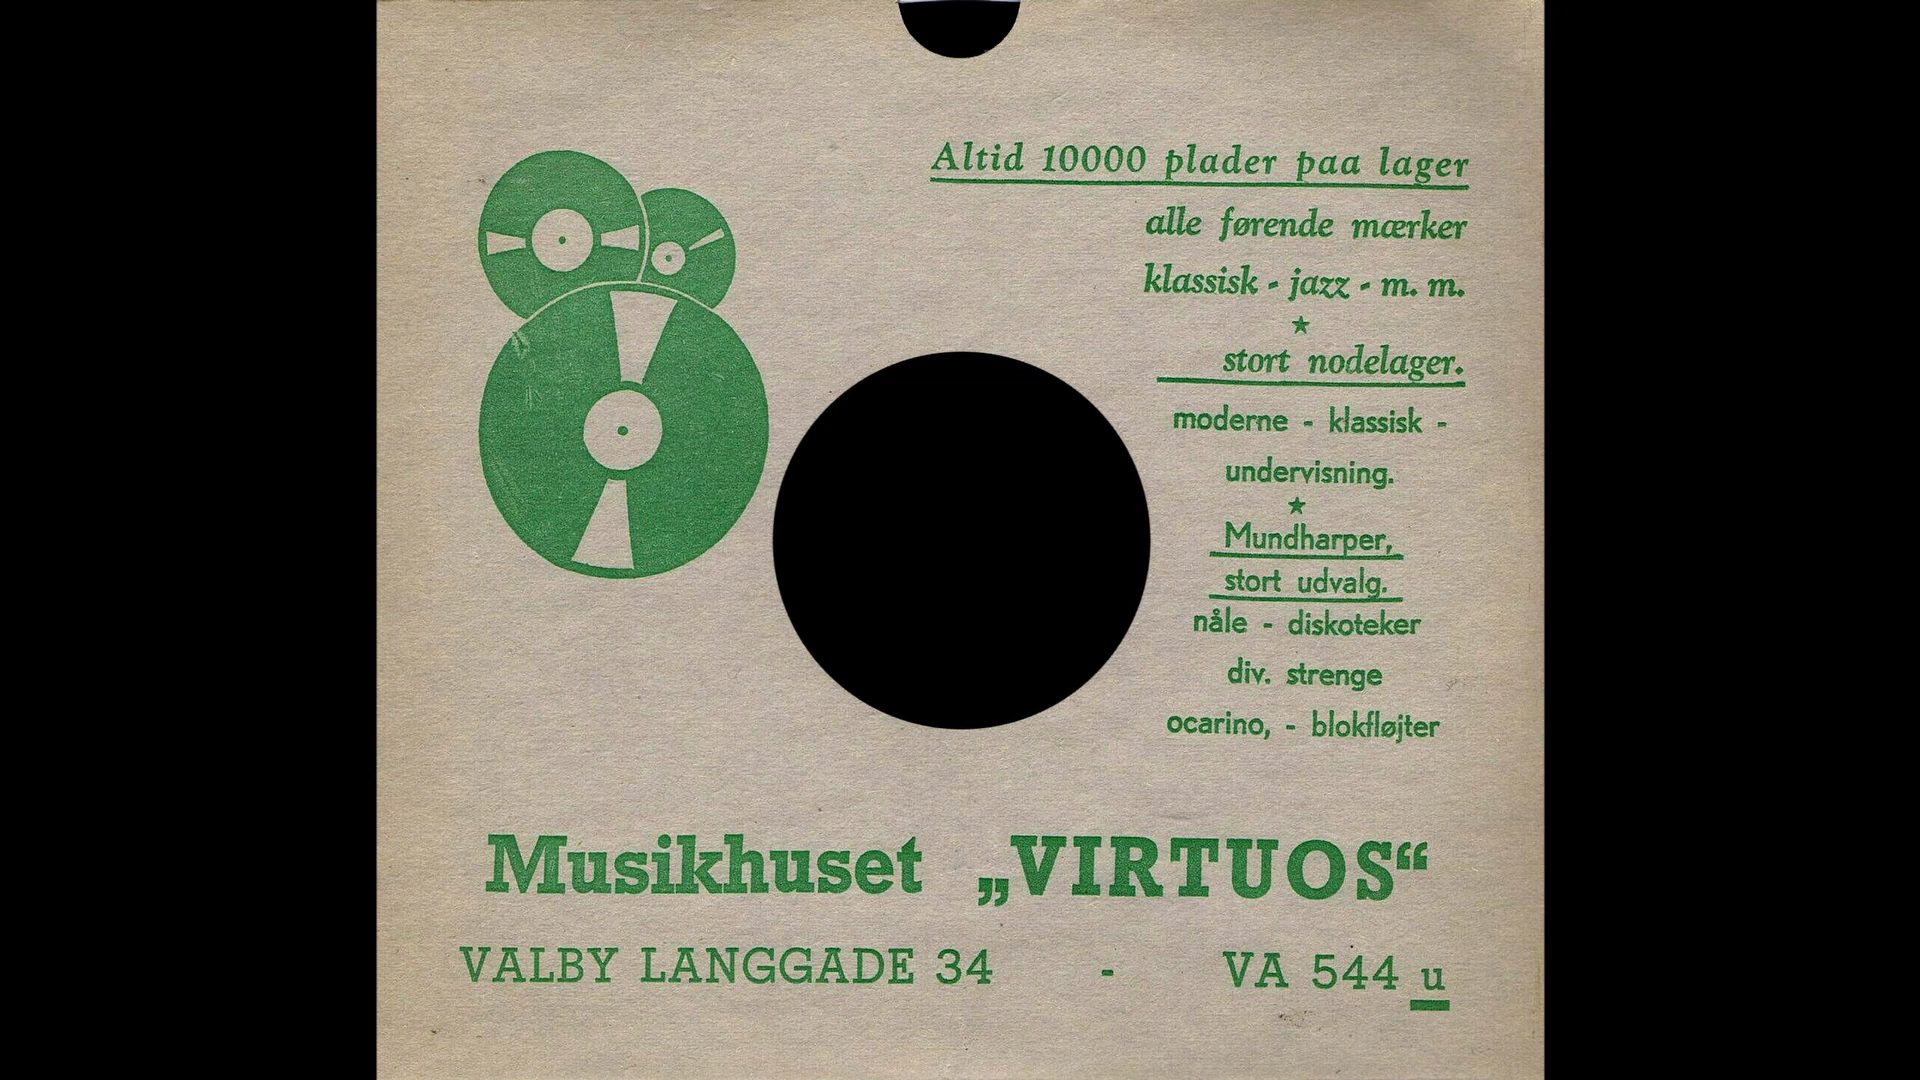 Altid 10000 plader paa lager
alle førende mærker
klassisk - jazz - m. m.
stort nodelager.
moderne - klassisk -
undervisning.
Mundharper,
stort udvalg.
nåle - diskoteker
div. strenge
ocarino, - blokfløjter
Musikhuset „VIRTUOS“
VALBY LANGGADE 34 - VA 544 u